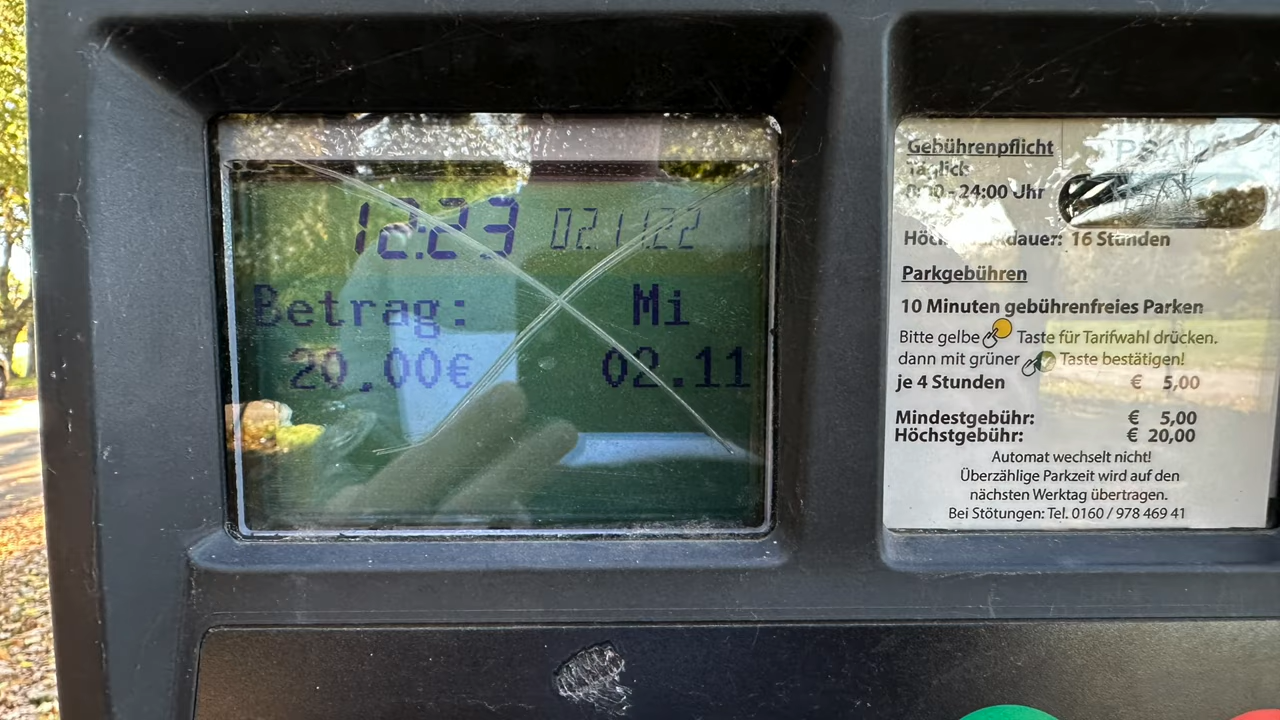 12:23 02.11.22
Betrag: Mi
20,00€ 02.11
Gebührenpflicht
Täglich
- 24:00 Uhr
16 Stunden
Parkgebühren
10 Minuten gebührenfreies Parken
Bitte gelbe Taste für Tarifwahl drücken.
dann mit grüner Taste bestätigen!
je 4 Stunden € 5,00
Mindestgebühr: € 5,00
Höchstgebühr: € 20,00
Automat wechselt nicht!
Überzählige Parkzeit wird auf den
nächsten Werktag übertragen.
Bei Stötungen: Tel. 0160 / 978 469 41